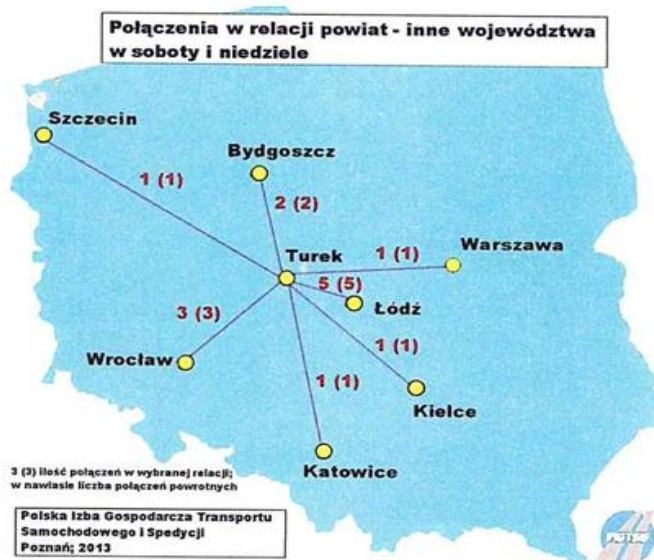 Połączenia w relacji powiat - inne województwa
w soboty i niedziele
Szczecin
Bydgoszcz
1 (1)
2 (2)
Turek
1 (1)
Warszawa
5 (5)
Łódź
3 (3)
1 (1)
Wrocław
1 (1)
Kielce
Katowice
3 (3) ilość połączeń w wybranej relacji;
w nawiasie liczba połączeń powrotnych
Polska Izba Gospodarcza Transportu
Samochodowego i Spedycji
Poznań; 2013